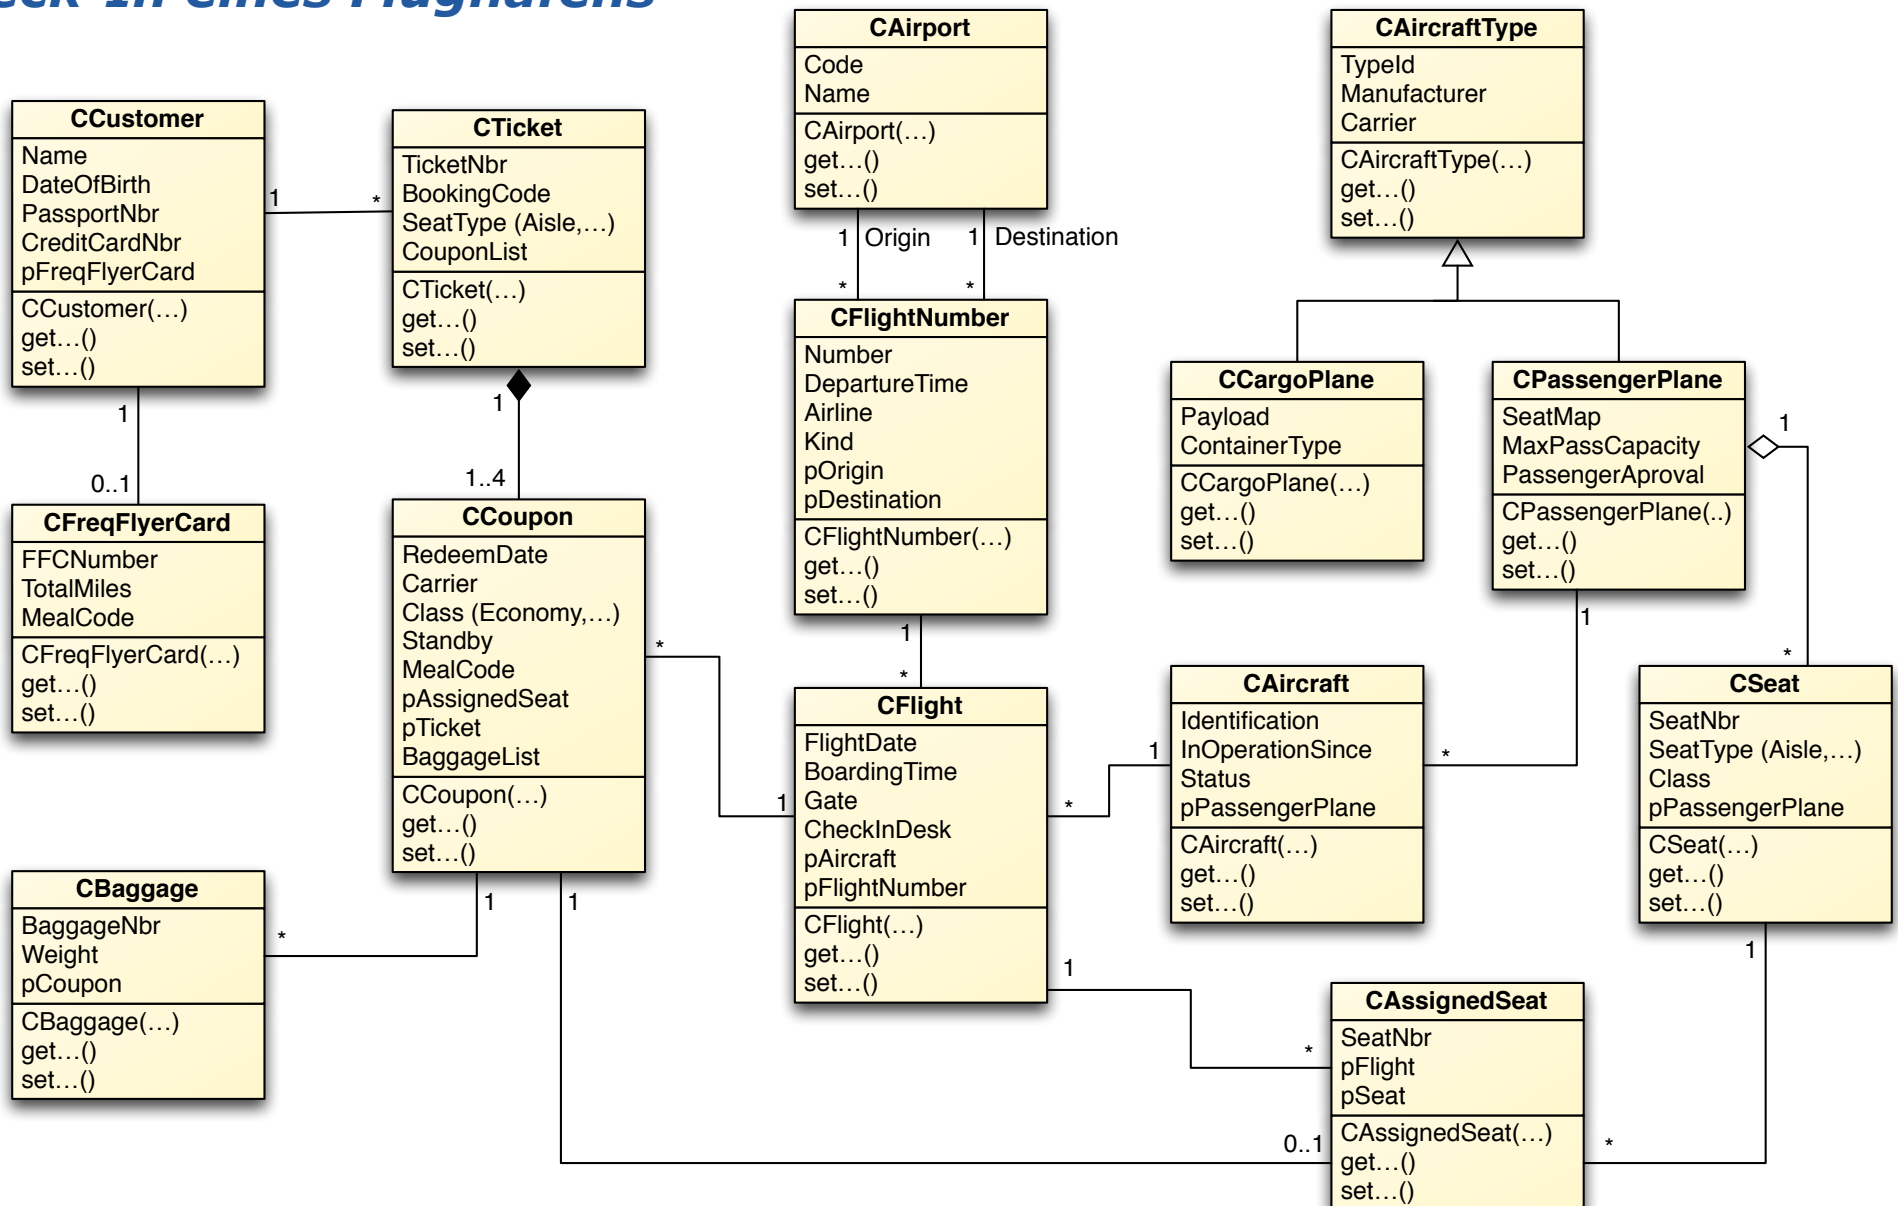 eck-In eines Flughafens
CCustomer
Name
DateOfBirth
PassportNbr
CreditCardNbr
pFreqFlyerCard
CCustomer(…)
get…()
set…()
1
*
1
0..1
CFreqFlyerCard
FFCNumber
TotalMiles
MealCode
CFreqFlyerCard(…)
get…()
set…()
CBaggage
BaggageNbr
Weight
pCoupon
CBaggage(…)
get…()
set…()
*
CTicket
TicketNbr
BookingCode
SeatType (Aisle,…)
CouponList
CTicket(…)
get…()
set…()
1
1..4
CCoupon
RedeemDate
Carrier
Class (Economy,…)
Standby
MealCode
pAssignedSeat
pTicket
BaggageList
CCoupon(…)
get…()
set…()
1
1
*
1
CAirport
Code
Name
CAirport(…)
get…()
set…()
1 Origin
1 Destination
*
*
CFlightNumber
Number
DepartureTime
Airline
Kind
pOrigin
pDestination
CFlightNumber(…)
get…()
set…()
1
*
CFlight
FlightDate
BoardingTime
Gate
CheckInDesk
pAircraft
pFlightNumber
CFlight(…)
get…()
set…()
*
1
1
*
CAircraftType
TypeId
Manufacturer
Carrier
CAircraftType(…)
get…()
set…()
CCargoPlane
Payload
ContainerType
CCargoPlane(…)
get…()
set…()
CPassengerPlane
SeatMap
MaxPassCapacity
PassengerAproval
CPassengerPlane(..)
get…()
set…()
1
*
1
*
CAircraft
Identification
InOperationSince
Status
pPassengerPlane
CAircraft(…)
get…()
set…()
CSeat
SeatNbr
SeatType (Aisle,…)
Class
pPassengerPlane
CSeat(…)
get…()
set…()
1
*
0..1
CAssignedSeat
SeatNbr
pFlight
pSeat
CAssignedSeat(…)
get…()
set…()